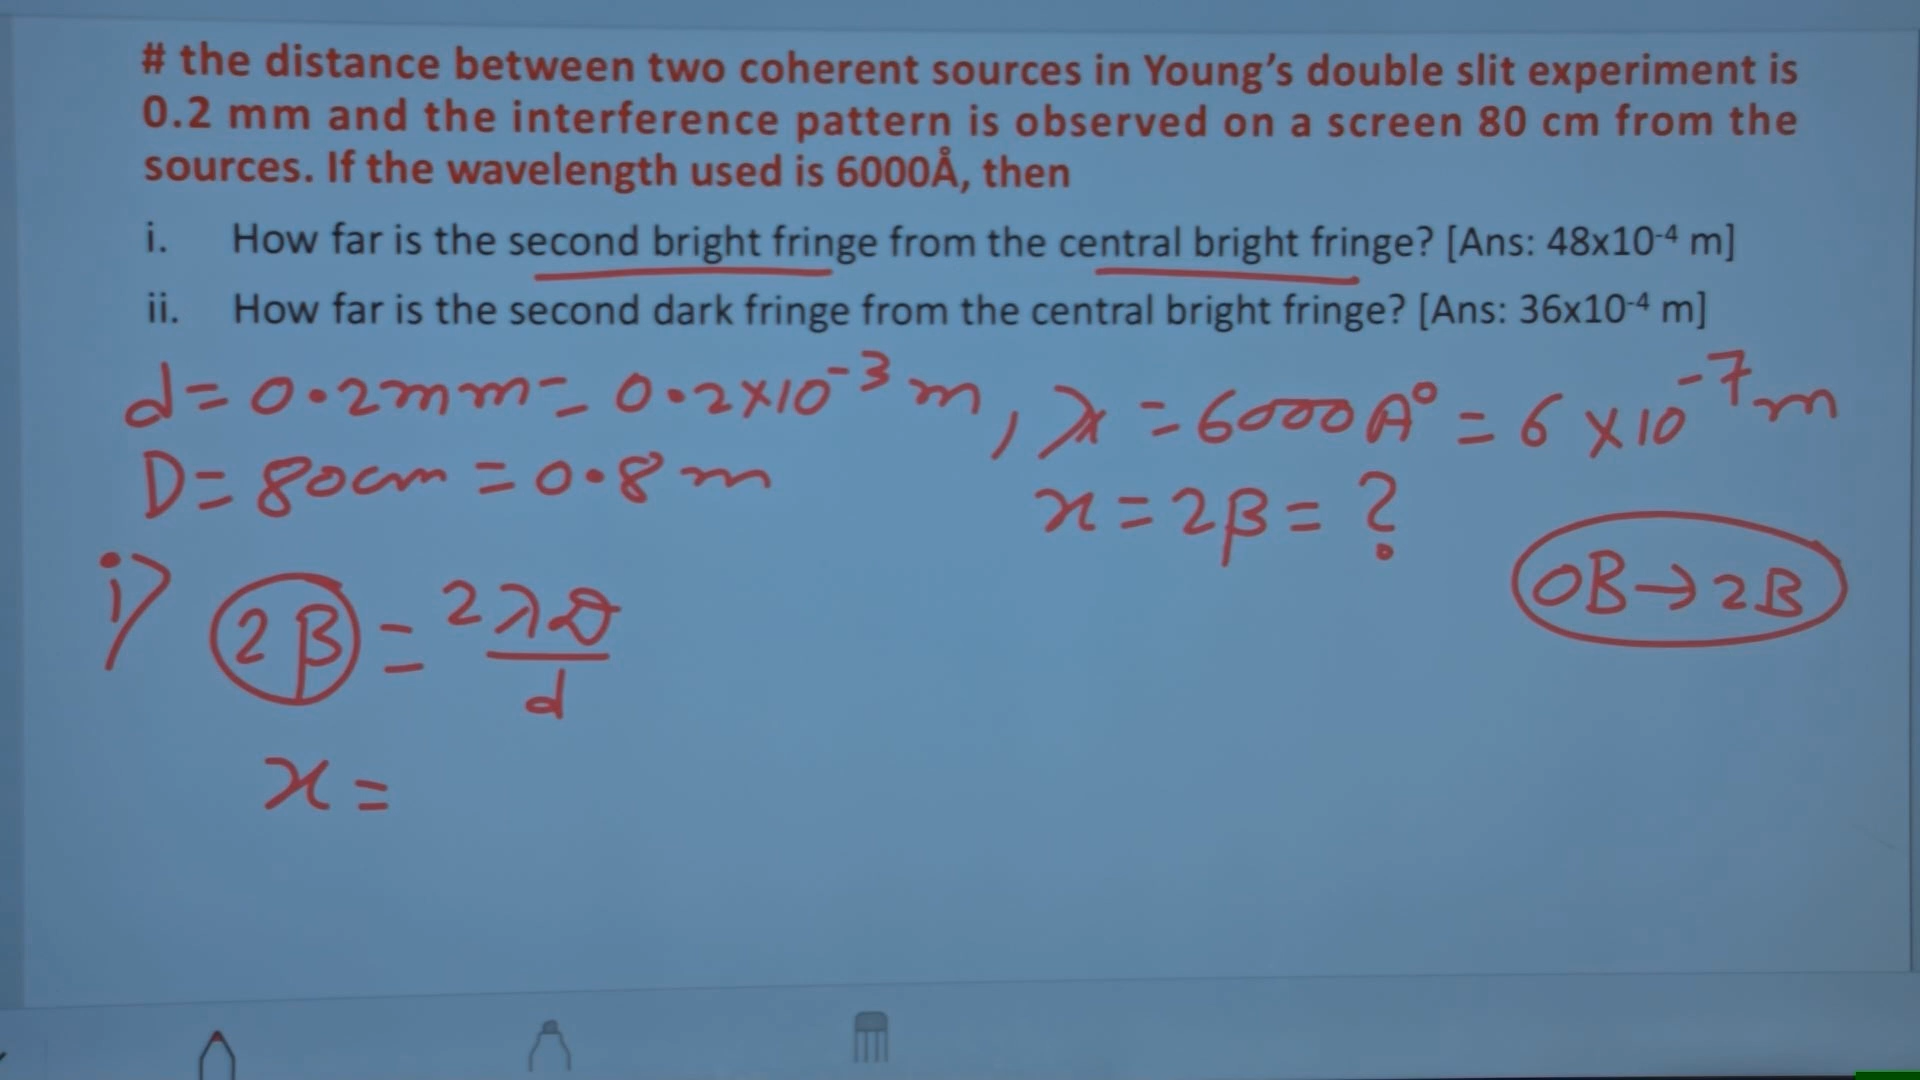 # the distance between two coherent sources in Young's double slit experiment is
0.2 mm and the interference pattern is observed on a screen 80 cm from the
sources. If the wavelength used is 6000Å, then
i. How far is the second bright fringe from the central bright fringe? [Ans: 48x10⁻⁴ m]
ii. How far is the second dark fringe from the central bright fringe? [Ans: 36x10⁻⁴ m]
d = 0.2mm = 0.2×10⁻³ m, λ = 6000A° = 6 × 10⁻⁷ m
D = 80cm = 0.8 m
x = 2β = ?
0B → 2B
i) 2β = 2λD/d
x =